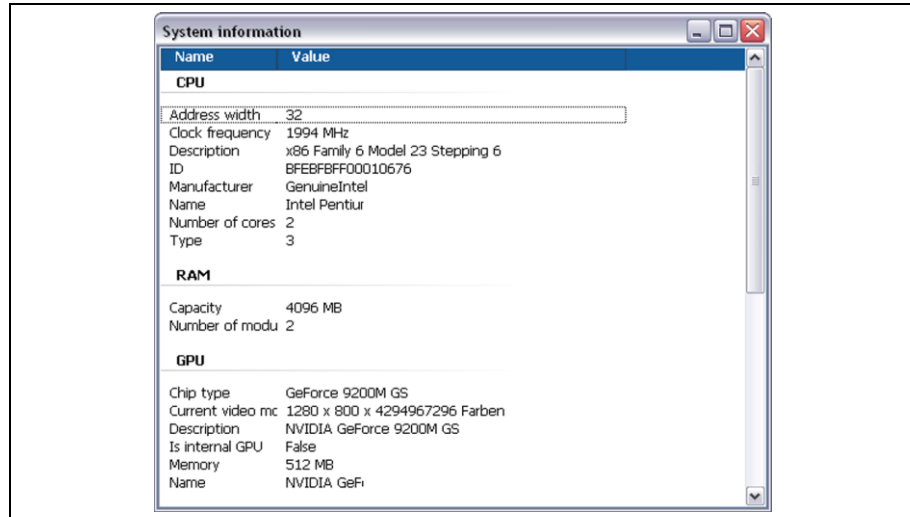 System information
Name Value
CPU
Address width 32
Clock frequency 1994 MHz
Description x86 Family 6 Model 23 Stepping 6
ID BFEBFBFF00010676
Manufacturer GenuineIntel
Name Intel Pentiur
Number of cores 2
Type 3
RAM
Capacity 4096 MB
Number of modu 2
GPU
Chip type GeForce 9200M GS
Current video mc 1280 x 800 x 4294967296 Farben
Description NVIDIA GeForce 9200M GS
Is internal GPU False
Memory 512 MB
Name NVIDIA GeF